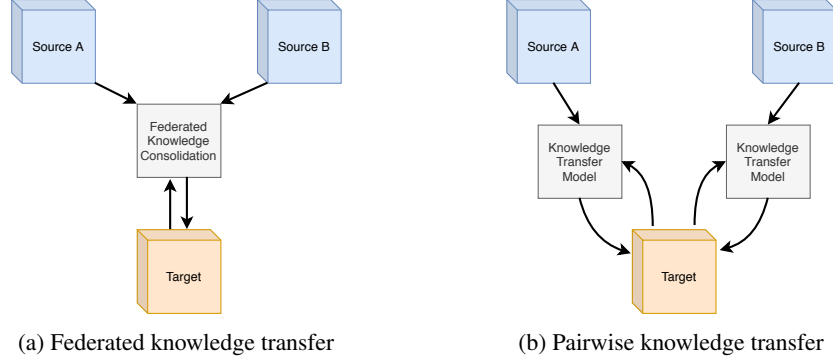 Source A
Source B
Federated
Knowledge
Consolidation
Target
(a) Federated knowledge transfer
Source A
Source B
Knowledge
Transfer
Model
Knowledge
Transfer
Model
Target
(b) Pairwise knowledge transfer